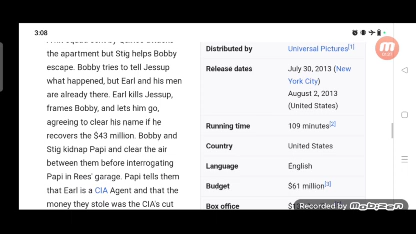 3:08
the apartment but Stig helps Bobby
escape. Bobby tries to tell Jessup
what happened, but Earl and his men
are already there. Earl kills Jessup,
frames Bobby, and lets him go,
agreeing to clear his name if he
recovers the $43 million. Bobby and
Stig kidnap Papi and clear the air
between them before interrogating
Papi in Rees' garage. Papi tells them
that Earl is a CIA Agent and that the
money they stole was the CIA's cut
Distributed by Universal Pictures[1]
Release dates July 30, 2013 (New
York City)
August 2, 2013
(United States)
Running time 109 minutes[2]
Country United States
Language English
Budget $61 million[3]
Box office
Recorded by Mobizen